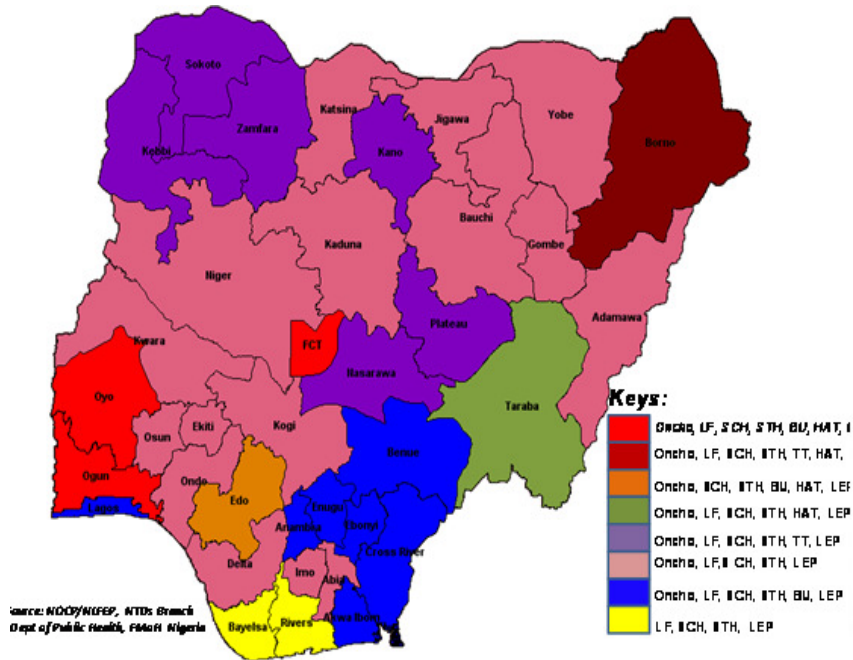 Sokoto
Katsina
Jigawa
Yobe
Borno
Kebbi
Zamfara
Kano
Bauchi
Gombe
Kaduna
Niger
Adamawa
Plateau
FCT
Kwara
Nasarawa
Oyo
Taraba
Kogi
Osun
Ekiti
Benue
Ogun
Ondo
Edo
Lagos
Enugu
Anambra
Ebonyi
Cross River
Delta
Imo
Abia
Akwa Ibom
Bayelsa
Rivers
Keys:
Oncho, LF, SCH, STH, BU, HAT, L
Oncho, LF, SCH, STH, TT, HAT,
Oncho, SCH, STH, BU, HAT, LEP
Oncho, LF, SCH, STH, HAT, LEP
Oncho, LF, SCH, STH, TT, LEP
Oncho, LF,SCH, STH, LEP
Oncho, LF, SCH, STH, BU, LEP
LF, SCH, STH, LEP
NTDs Branch
Dept of Public Health, FMoH Nigeria